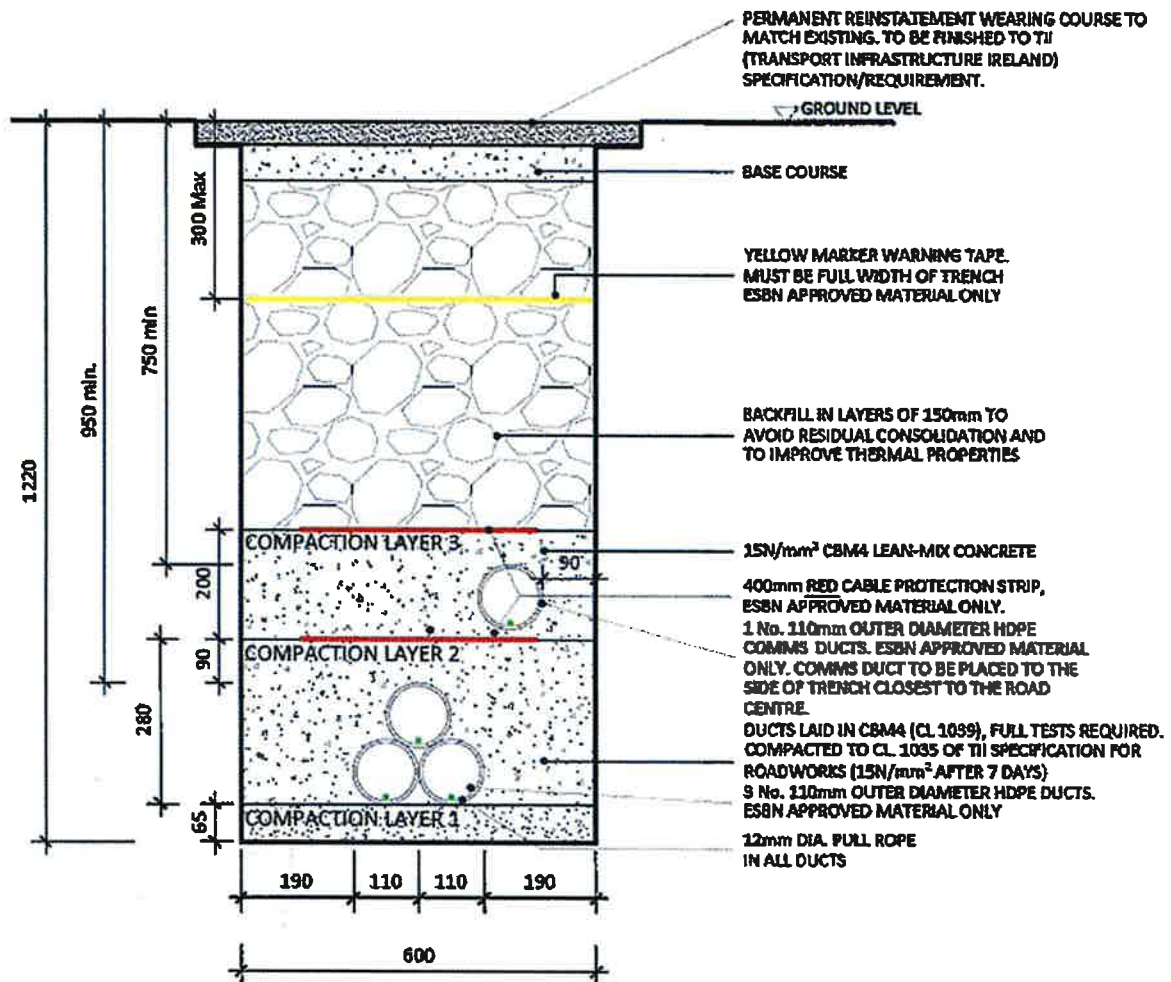 PERMANENT REINSTATEMENT WEARING COURSE TO
MATCH EXISTING. TO BE FINISHED TO TII
(TRANSPORT INFRASTRUCTURE IRELAND)
SPECIFICATION/REQUIREMENT.
GROUND LEVEL
BASE COURSE
300 Max
YELLOW MARKER WARNING TAPE.
MUST BE FULL WIDTH OF TRENCH
ESBN APPROVED MATERIAL ONLY
750 min
950 min.
1220
BACKFILL IN LAYERS OF 150mm TO
AVOID RESIDUAL CONSOLIDATION AND
TO IMPROVE THERMAL PROPERTIES
COMPACTION LAYER 3
200
90
15N/mm² CBM4 LEAN-MIX CONCRETE
400mm RED CABLE PROTECTION STRIP,
ESBN APPROVED MATERIAL ONLY.
1 No. 110mm OUTER DIAMETER HDPE
COMMS DUCTS. ESBN APPROVED MATERIAL
ONLY. COMMS DUCT TO BE PLACED TO THE
SIDE OF TRENCH CLOSEST TO THE ROAD
CENTRE.
COMPACTION LAYER 2
90
280
DUCTS LAID IN CBM4 (CL 1039), FULL TESTS REQUIRED.
COMPACTED TO CL. 1035 OF TII SPECIFICATION FOR
ROADWORKS (15N/mm² AFTER 7 DAYS)
3 No. 110mm OUTER DIAMETER HDPE DUCTS.
ESBN APPROVED MATERIAL ONLY
COMPACTION LAYER 1
65
12mm DIA. PULL ROPE
IN ALL DUCTS
190 110 110 190
600